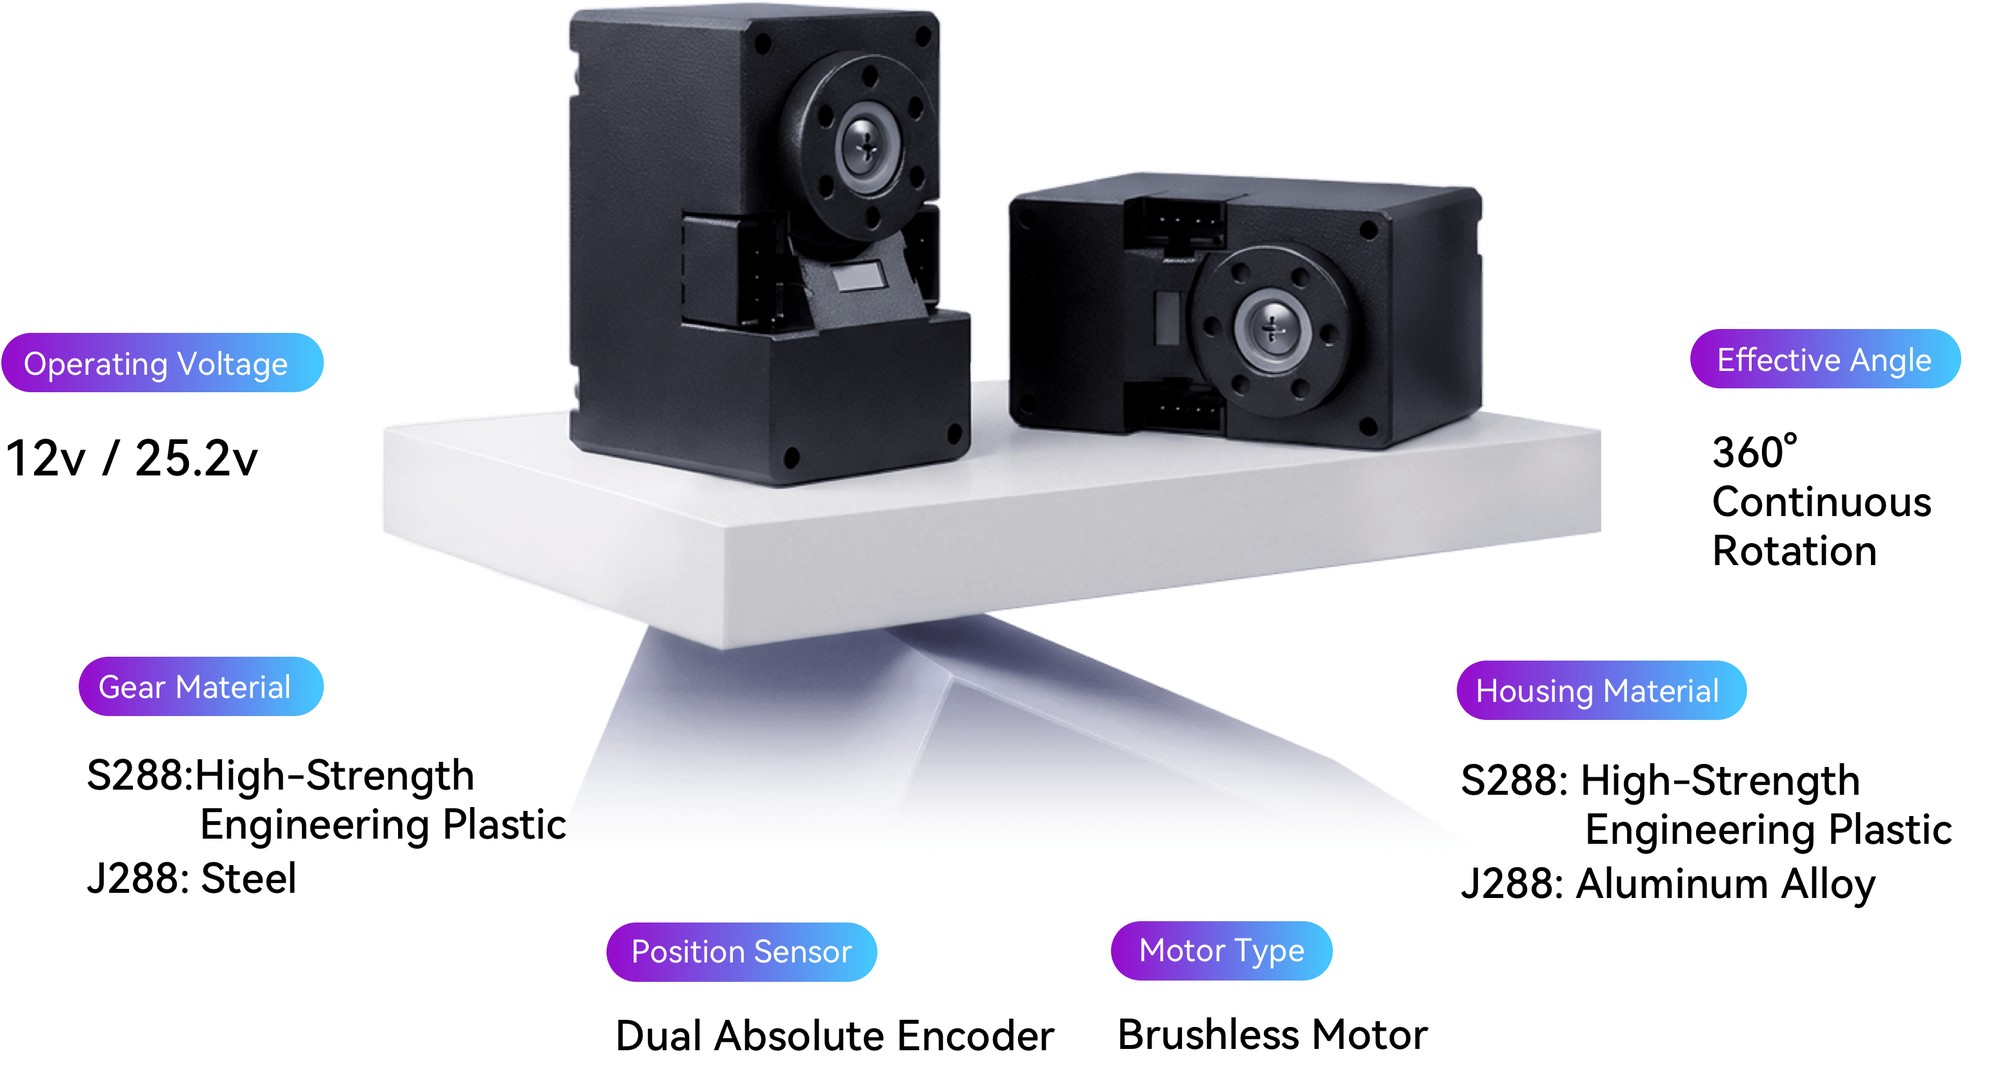 Operating Voltage
12v / 25.2v
Effective Angle
360°
Continuous
Rotation
Gear Material
S288:High-Strength
Engineering Plastic
J288: Steel
Housing Material
S288: High-Strength
Engineering Plastic
J288: Aluminum Alloy
Position Sensor
Dual Absolute Encoder
Motor Type
Brushless Motor